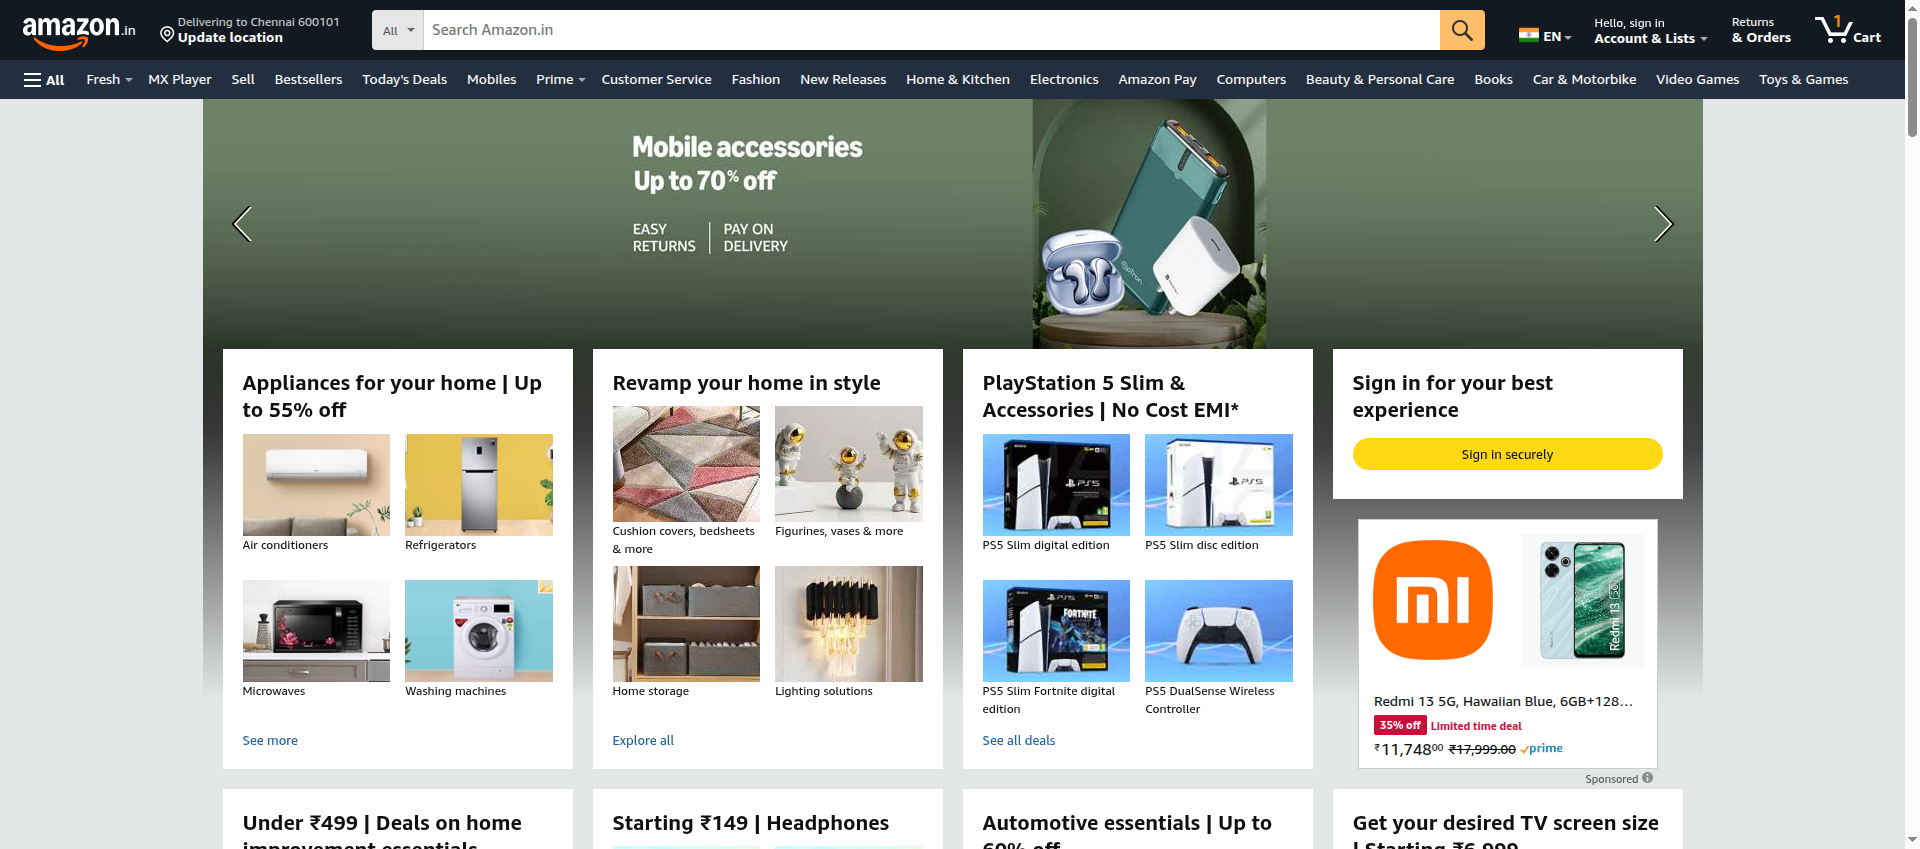 amazon.in
Delivering to Chennai 600101
Update location
All
Search Amazon.in
EN
Hello, sign in
Account & Lists
Returns
& Orders
1
Cart
All
Fresh
MX Player
Sell
Bestsellers
Today's Deals
Mobiles
Prime
Customer Service
Fashion
New Releases
Home & Kitchen
Electronics
Amazon Pay
Computers
Beauty & Personal Care
Books
Car & Motorbike
Video Games
Toys & Games
Mobile accessories
Up to 70% off
EASY
RETURNS
PAY ON
DELIVERY
pTron
Appliances for your home | Up
to 55% off
Air conditioners
Refrigerators
Microwaves
Washing machines
See more
Revamp your home in style
Cushion covers, bedsheets
& more
Figurines, vases & more
Home storage
Lighting solutions
Explore all
PlayStation 5 Slim &
Accessories | No Cost EMI*
PS5
PS5
PS5 Slim digital edition
PS5 Slim disc edition
PS5
FORTNITE
PS5 Slim Fortnite digital
edition
PS5 DualSense Wireless
Controller
See all deals
Sign in for your best
experience
Sign in securely
mi
Redmi 13 5G
Redmi 13 5G, Hawaiian Blue, 6GB+128...
35% off
Limited time deal
₹11,74800 ₹17,999.00 prime
Sponsored
Under ₹499 | Deals on home
improvement essentials
Starting ₹149 | Headphones
Automotive essentials | Up to
60% off
Get your desired TV screen size
| Starting ₹6,999